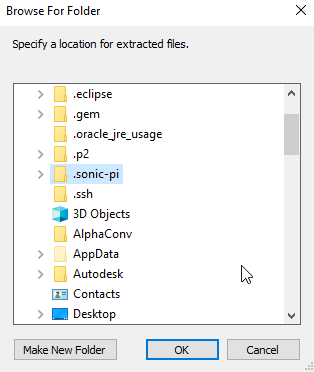 Browse For Folder
Specify a location for extracted files.
.eclipse
.gem
.oracle_jre_usage
.p2
.sonic-pi
.ssh
3D Objects
AlphaConv
AppData
Autodesk
Contacts
Desktop
Make New Folder
OK
Cancel